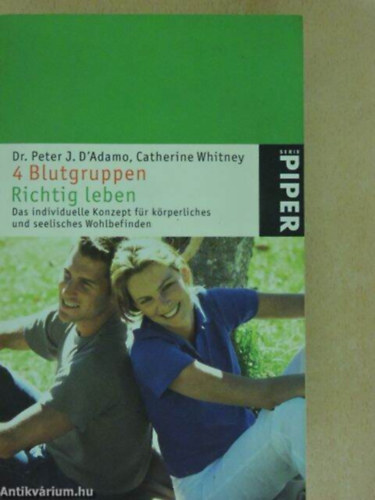 Dr. Peter J. D'Adamo, Catherine Whitney
4 Blutgruppen
Richtig leben
Das individuelle Konzept für körperliches
und seelisches Wohlbefinden
SERIE
PIPER
Antikvárium.hu